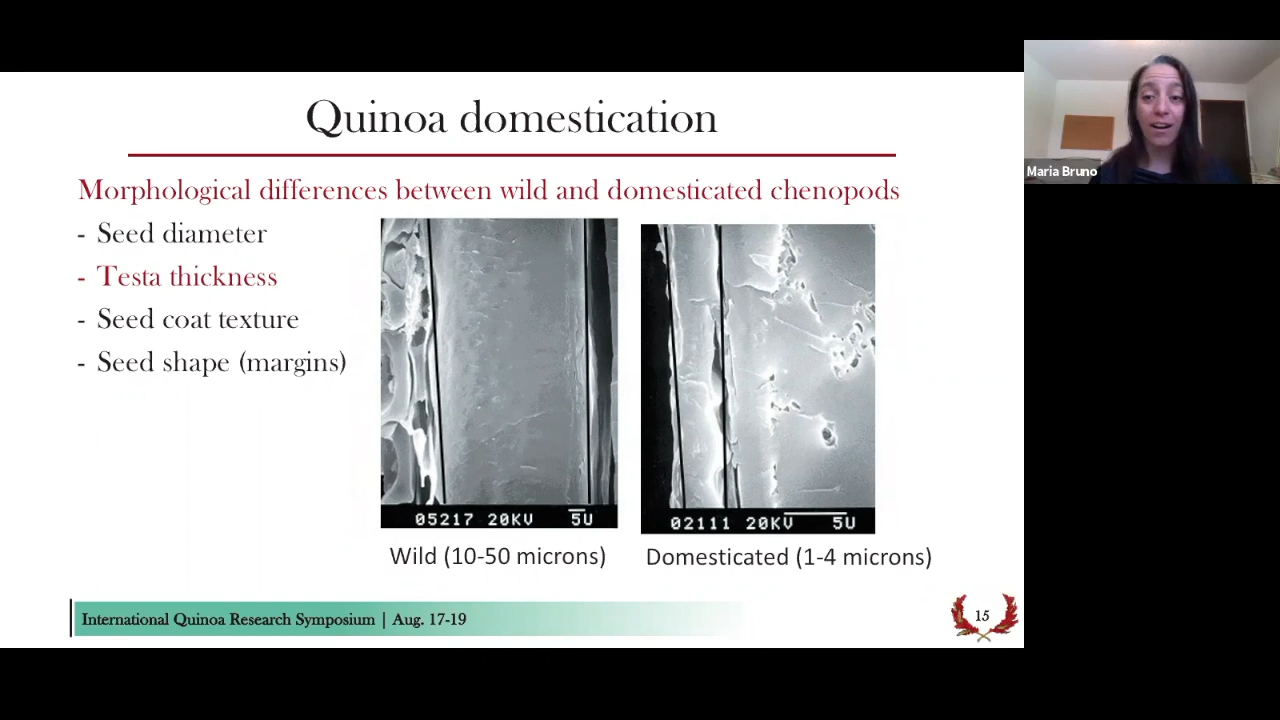 Quinoa domestication
Morphological differences between wild and domesticated chenopods
- Seed diameter
- Testa thickness
- Seed coat texture
- Seed shape (margins)
05217 20KV 5U
02111 20KV 5U
Wild (10-50 microns)
Domesticated (1-4 microns)
International Quinoa Research Symposium | Aug. 17-19
15
Maria Bruno